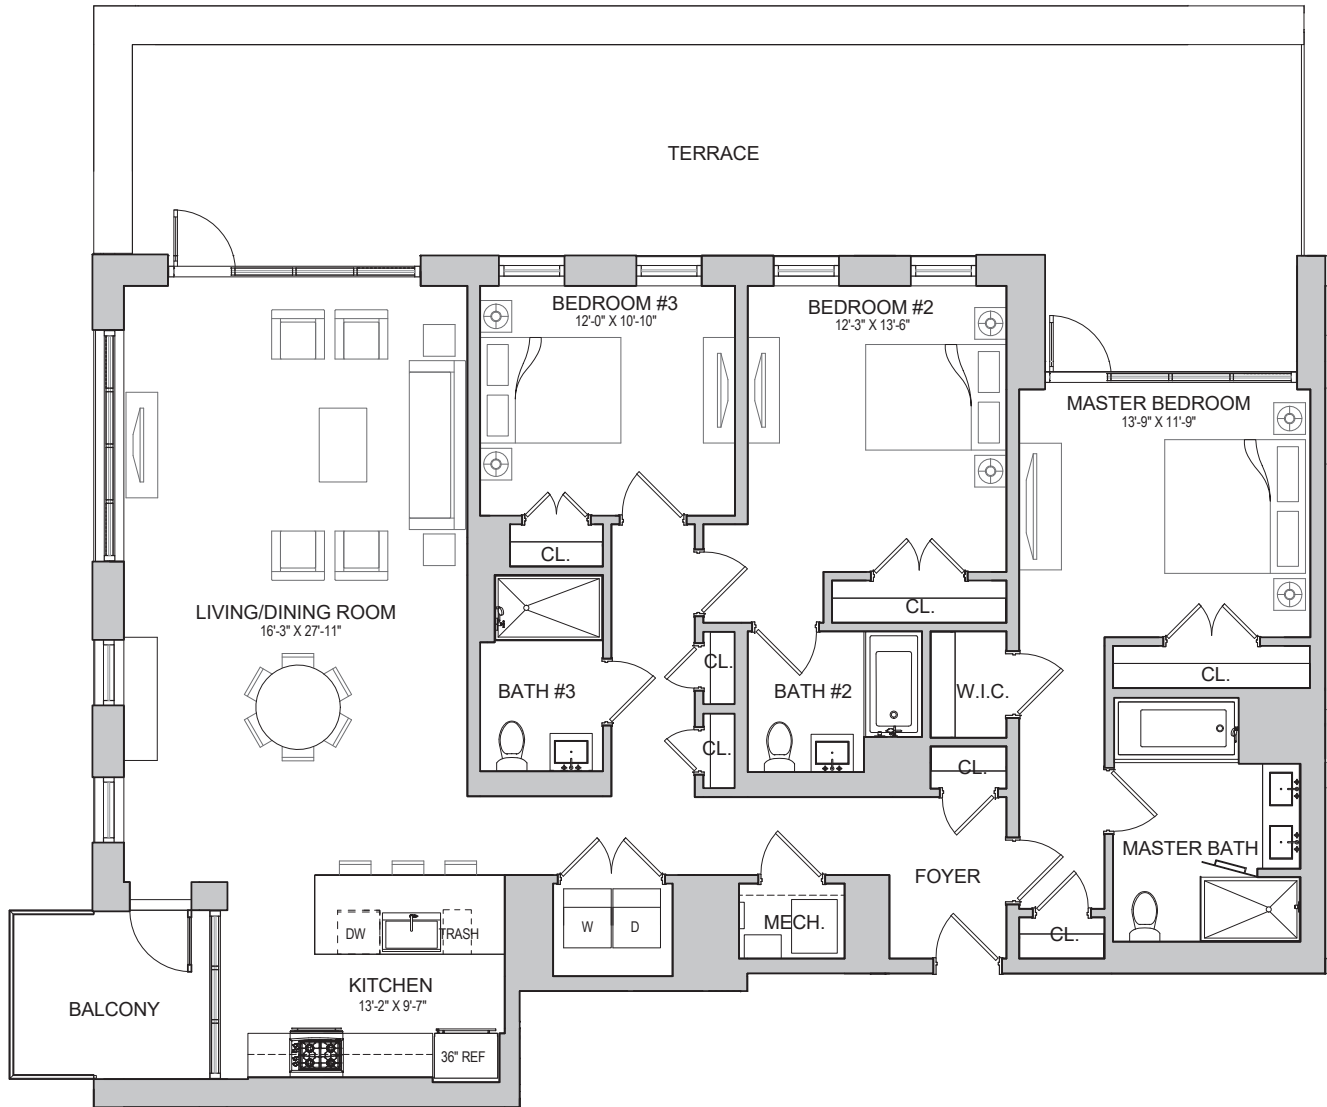 TERRACE
BEDROOM #3
12'-0" X 10'-10"
BEDROOM #2
12'-3" X 13'-6"
MASTER BEDROOM
13'-9" X 11'-9"
CL.
CL.
LIVING/DINING ROOM
16'-3" X 27'-11"
CL.
CL.
BATH #3
BATH #2
W.I.C.
CL.
CL.
MASTER BATH
FOYER
MECH.
W
D
DW
TRASH
CL.
KITCHEN
13'-2" X 9'-7"
BALCONY
36" REF